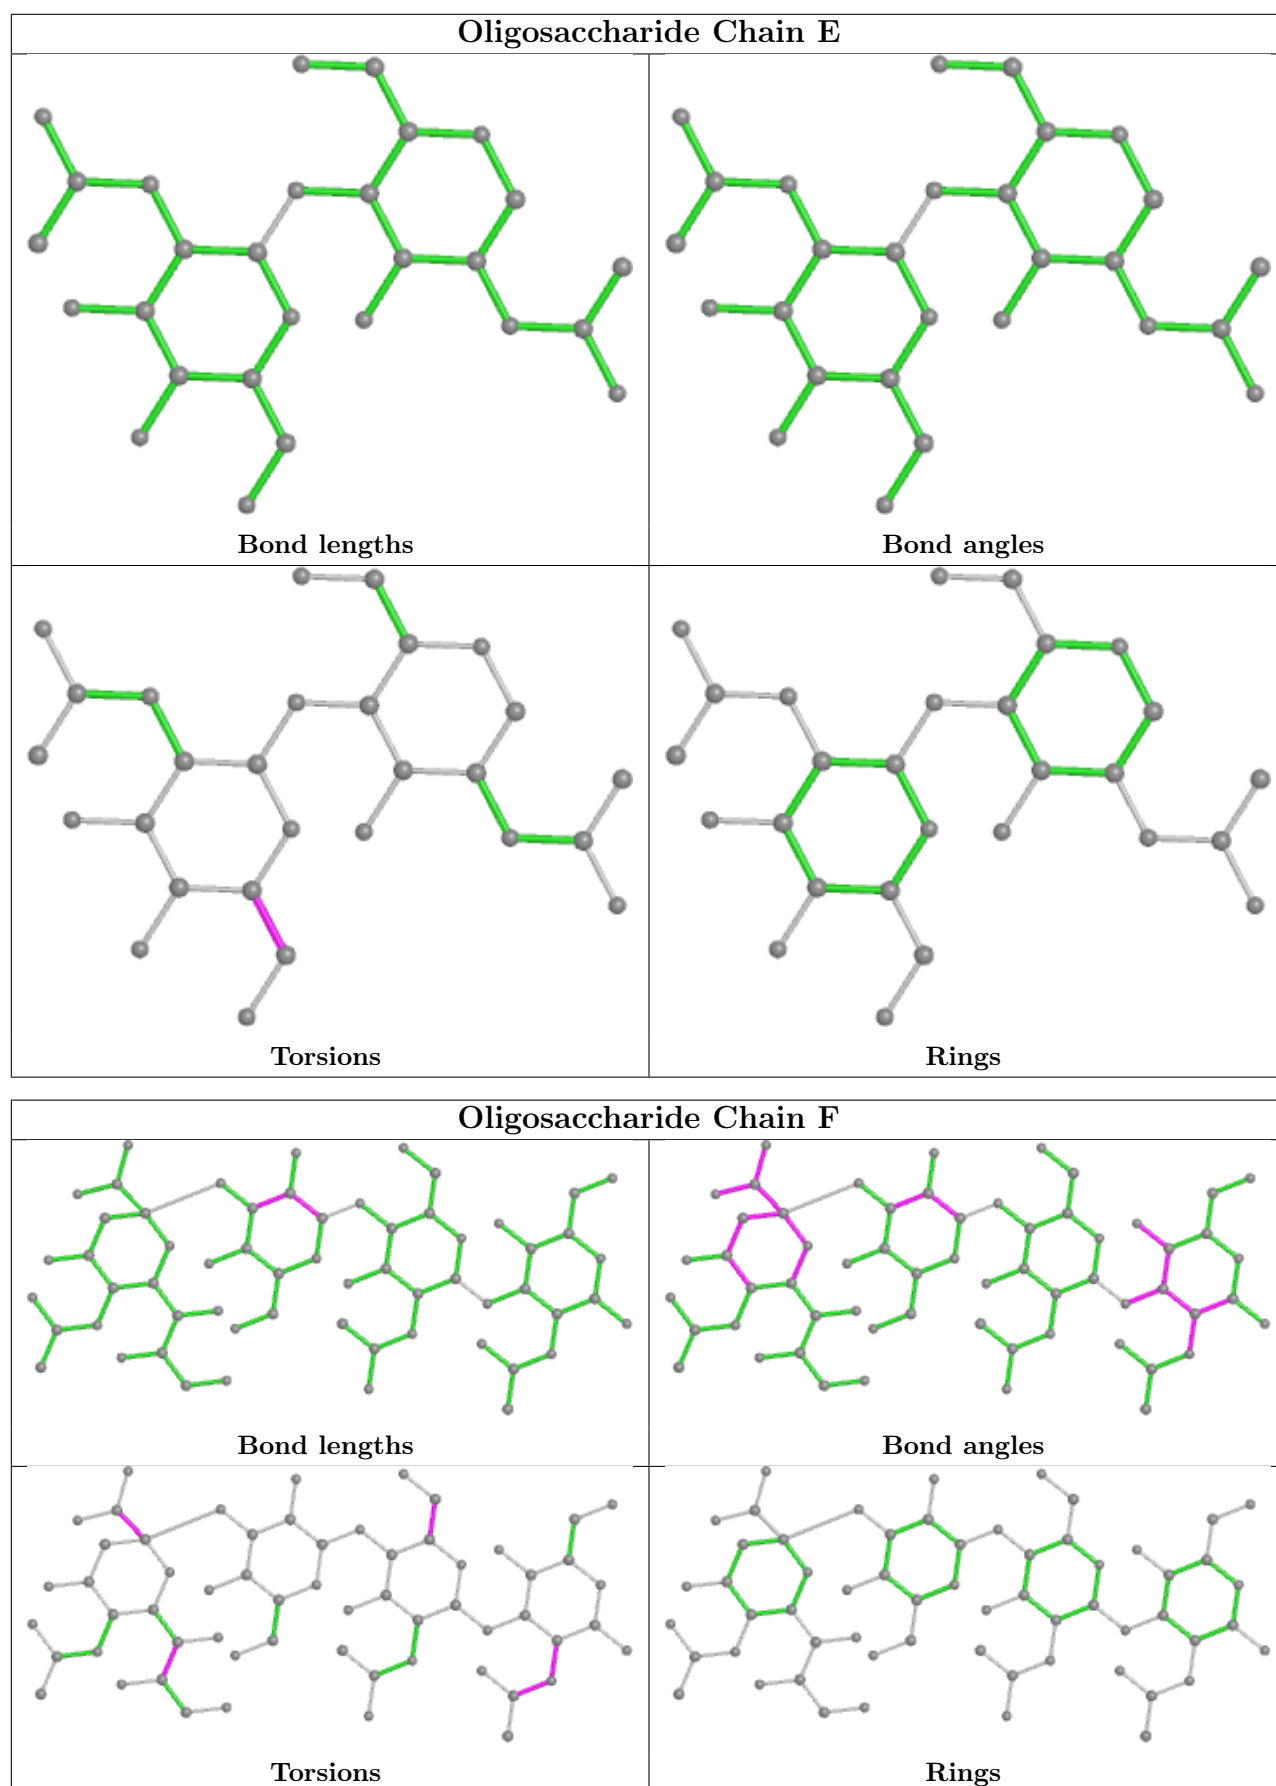 Oligosaccharide Chain E
Bond lengths
Bond angles
Torsions
Rings
Oligosaccharide Chain F
Bond lengths
Bond angles
Torsions
Rings